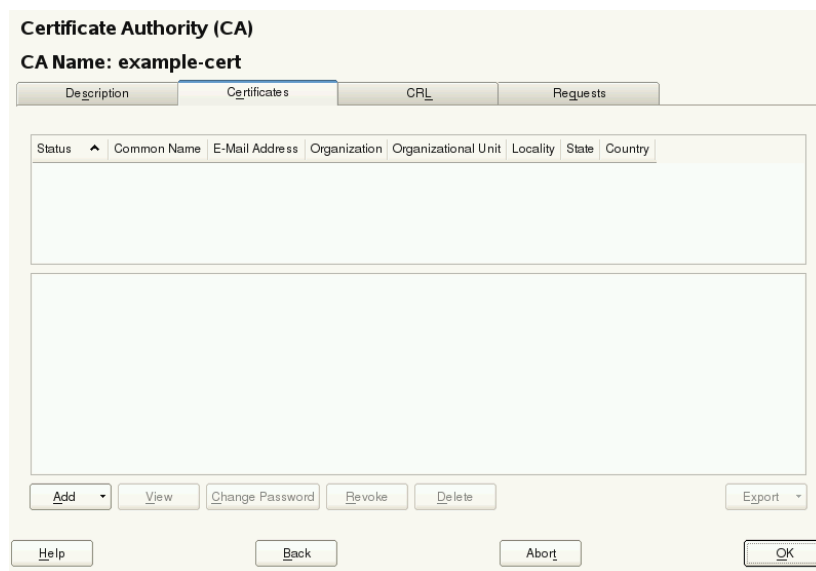 Certificate Authority (CA)
CA Name: example-cert
Description Certificates CRL Requests
Status Common Name E-Mail Address Organization Organizational Unit Locality State Country
Add View Change Password Revoke Delete Export
Help Back Abort OK